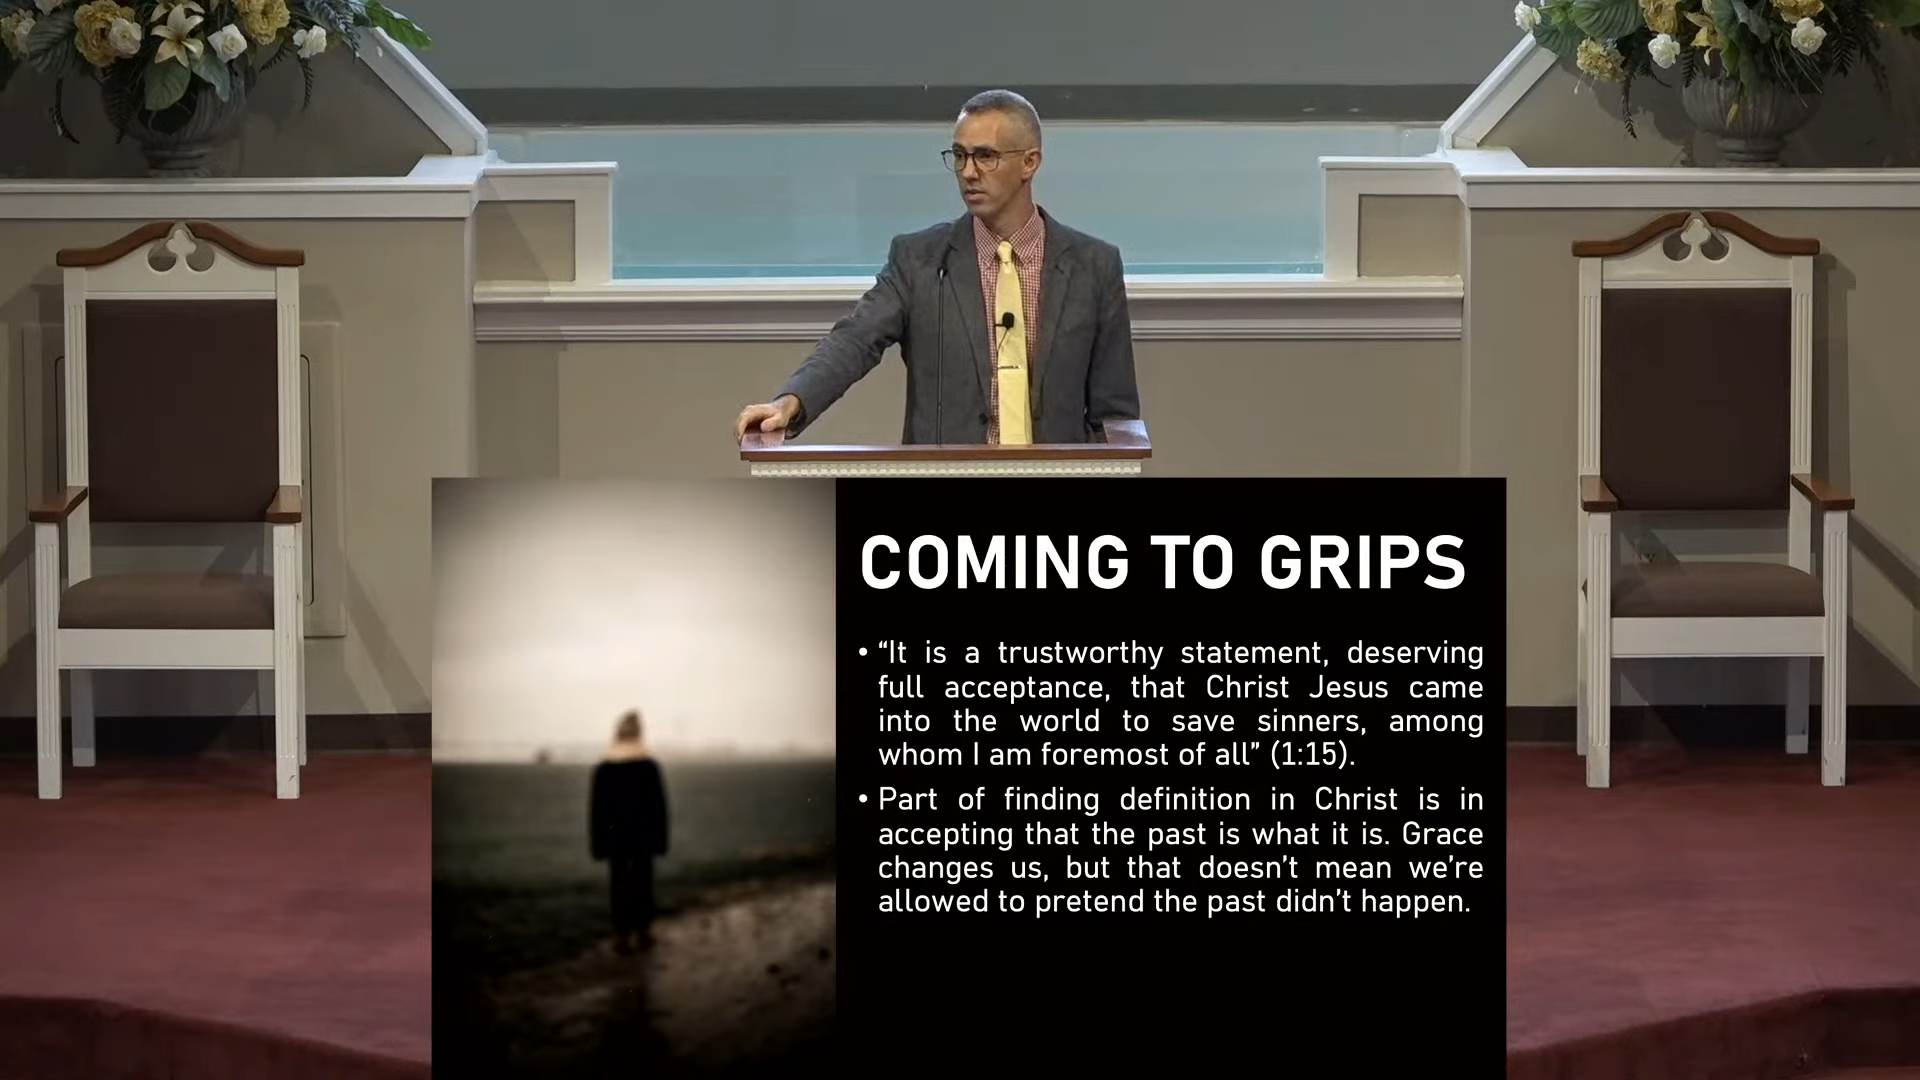 COMING TO GRIPS
• “It is a trustworthy statement, deserving
full acceptance, that Christ Jesus came
into the world to save sinners, among
whom I am foremost of all” (1:15).
• Part of finding definition in Christ is in
accepting that the past is what it is. Grace
changes us, but that doesn’t mean we’re
allowed to pretend the past didn’t happen.